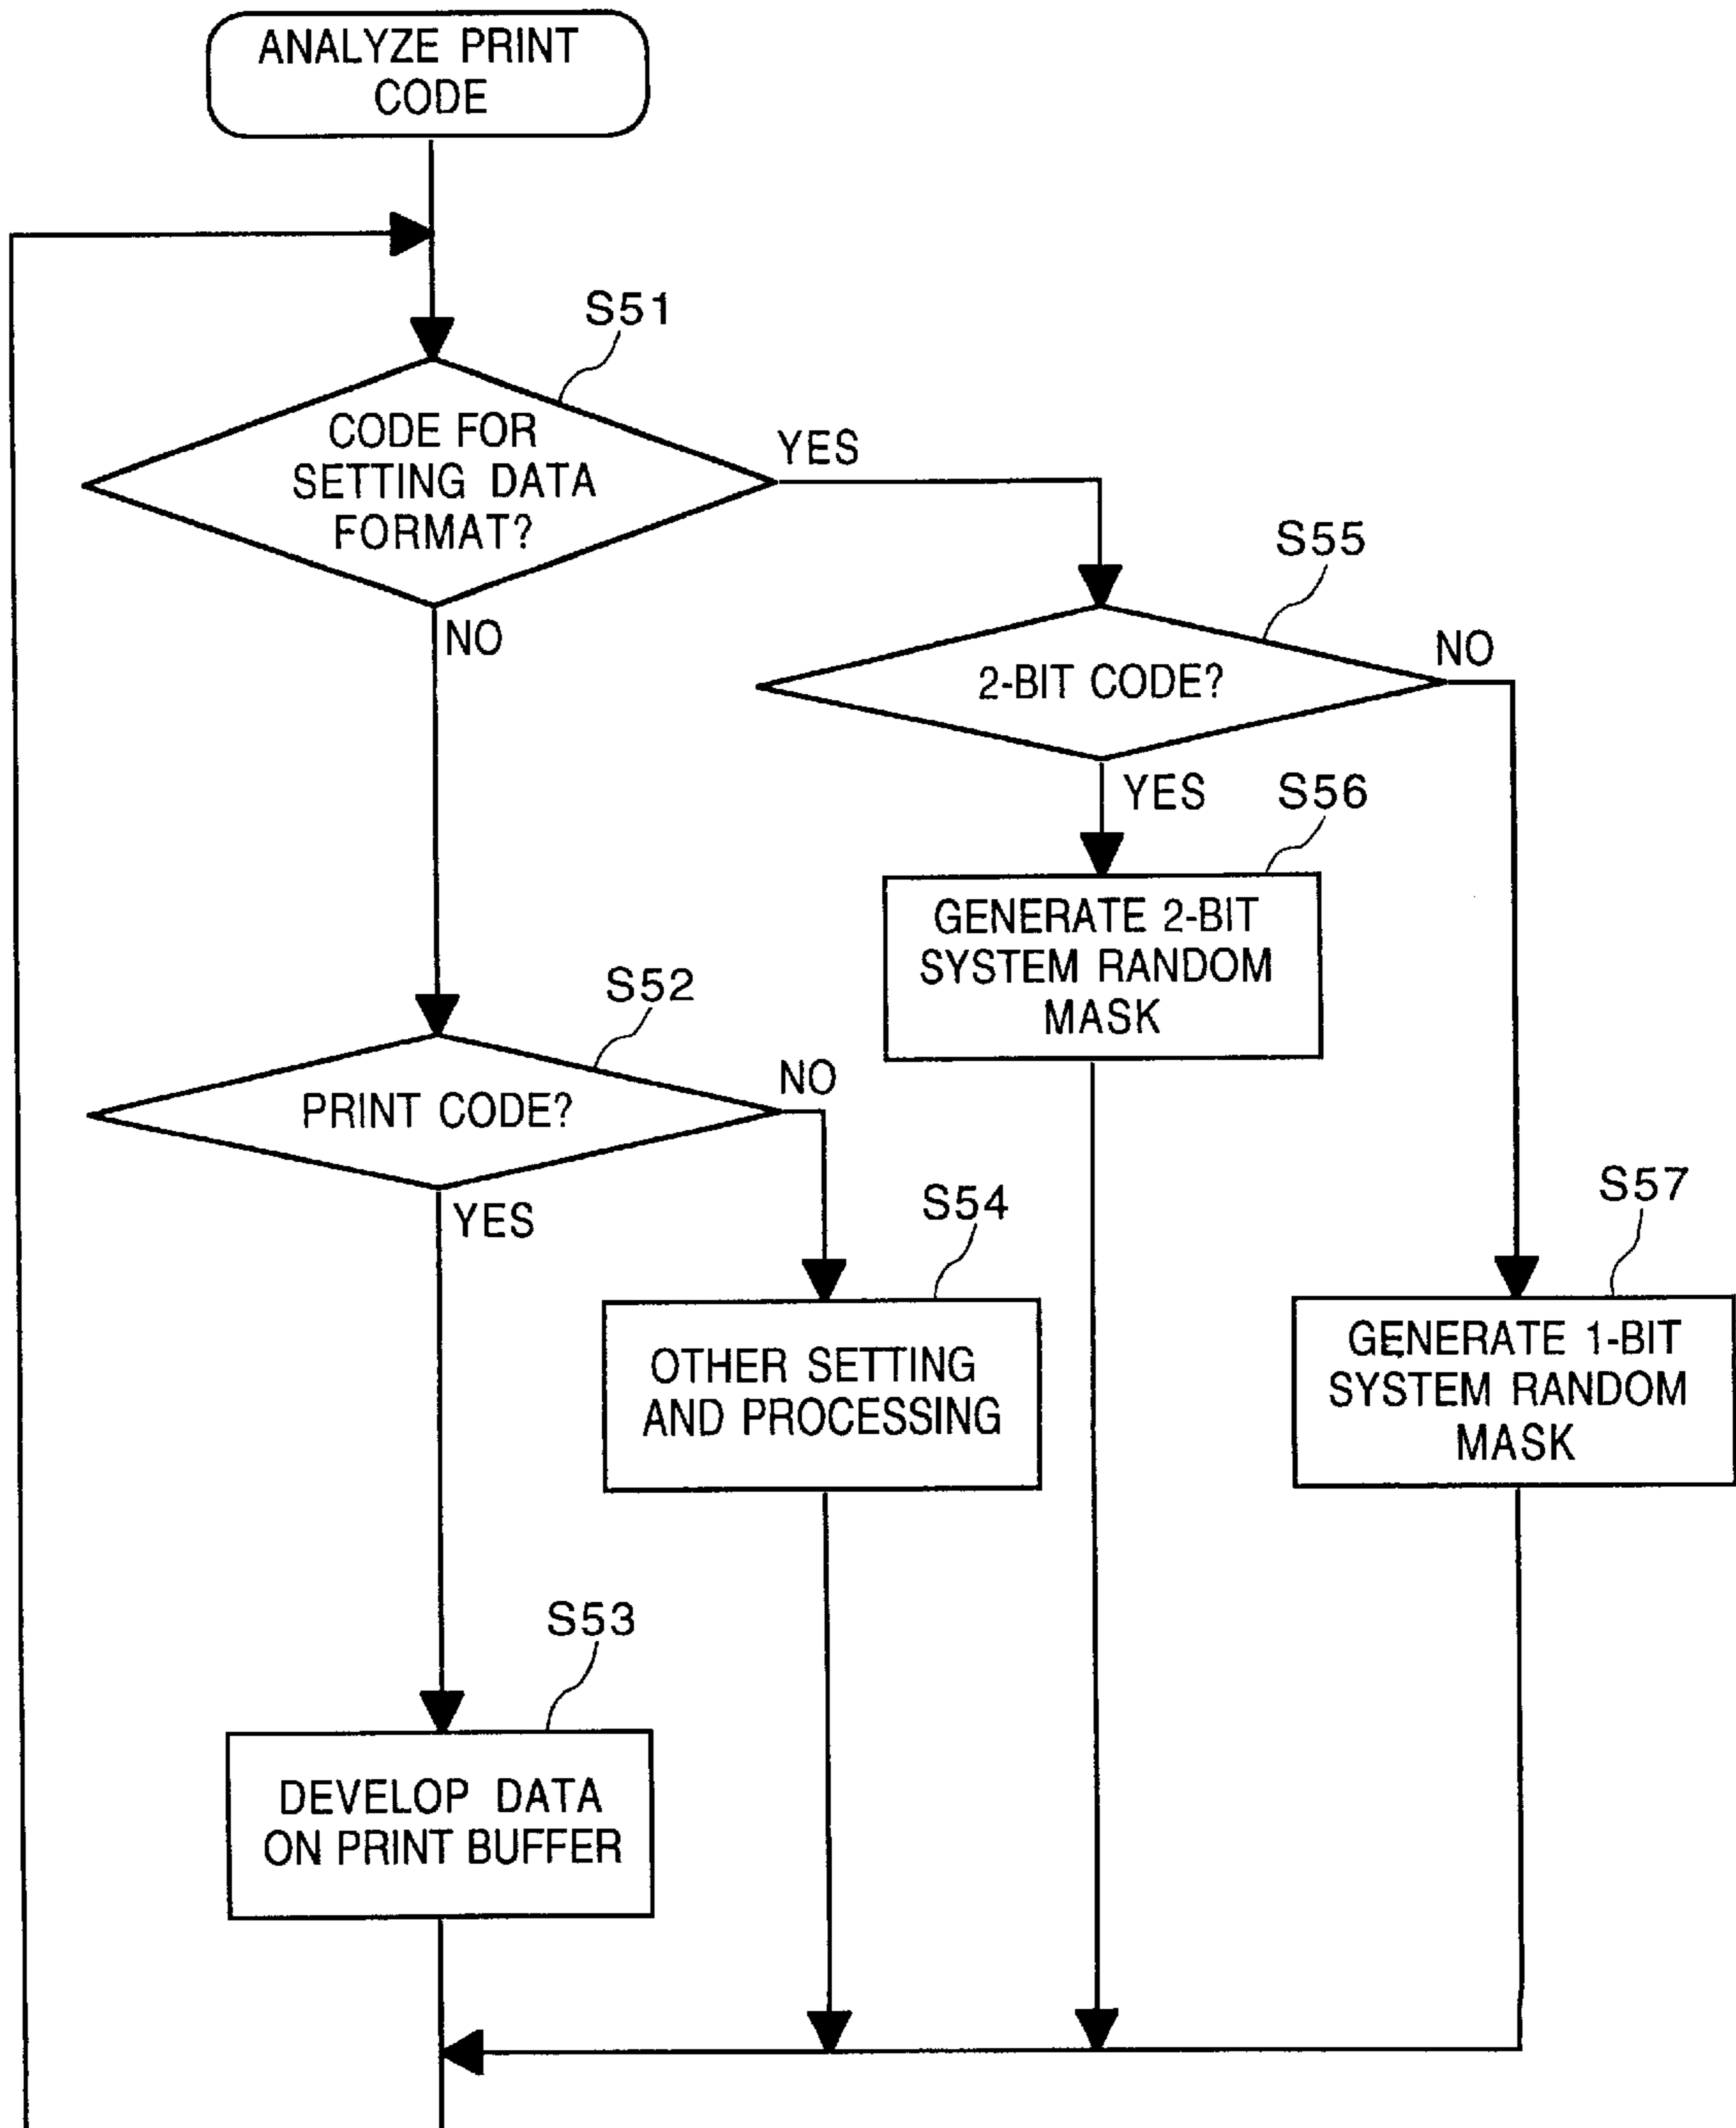 ANALYZE PRINT
CODE
S51
CODE FOR
SETTING DATA
FORMAT?
YES
NO
S55
2-BIT CODE?
NO
YES
S56
GENERATE 2-BIT
SYSTEM RANDOM
MASK
S52
PRINT CODE?
NO
YES
S54
OTHER SETTING
AND PROCESSING
S57
GENERATE 1-BIT
SYSTEM RANDOM
MASK
S53
DEVELOP DATA
ON PRINT BUFFER